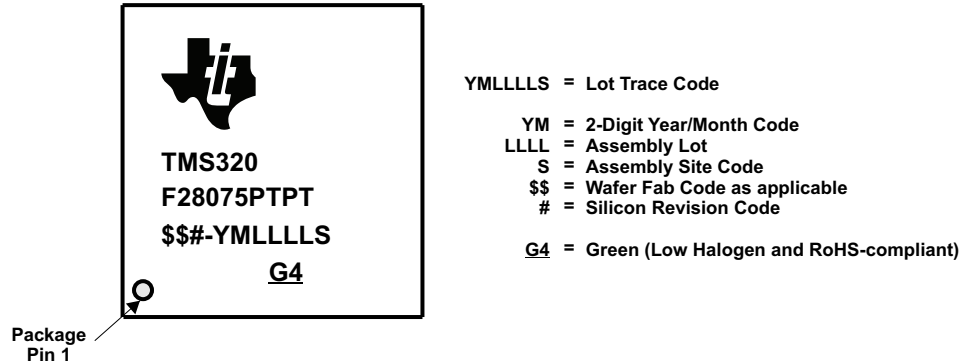 TMS320
F28075PTPT
$$#-YMLLLLS
G4
Package
Pin 1
YMLLLLS = Lot Trace Code
YM = 2-Digit Year/Month Code
LLLL = Assembly Lot
S = Assembly Site Code
$$ = Wafer Fab Code as applicable
# = Silicon Revision Code
G4 = Green (Low Halogen and RoHS-compliant)